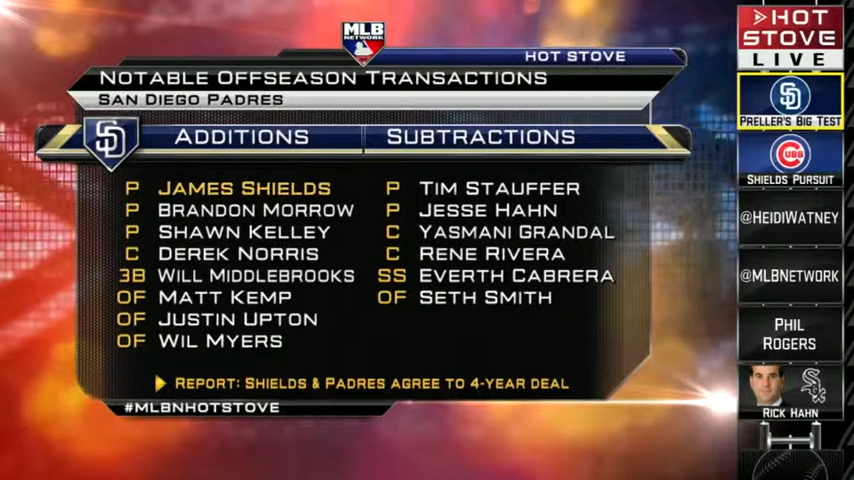 MLB
NETWORK
HOT STOVE
NOTABLE OFFSEASON TRANSACTIONS
SAN DIEGO PADRES
SD
ADDITIONS
SUBTRACTIONS
P JAMES SHIELDS
P BRANDON MORROW
P SHAWN KELLEY
C DEREK NORRIS
3B WILL MIDDLEBROOKS
OF MATT KEMP
OF JUSTIN UPTON
OF WIL MYERS
P TIM STAUFFER
P JESSE HAHN
C YASMANI GRANDAL
C RENE RIVERA
SS EVERTH CABRERA
OF SETH SMITH
REPORT: SHIELDS & PADRES AGREE TO 4-YEAR DEAL
#MLBNHOTSTOVE
HOT
STOVE
LIVE
SD
PRELLER'S BIG TEST
CUBS
SHIELDS PURSUIT
@HEIDIWATNEY
@MLBNETWORK
PHIL
ROGERS
SOX
RICK HAHN